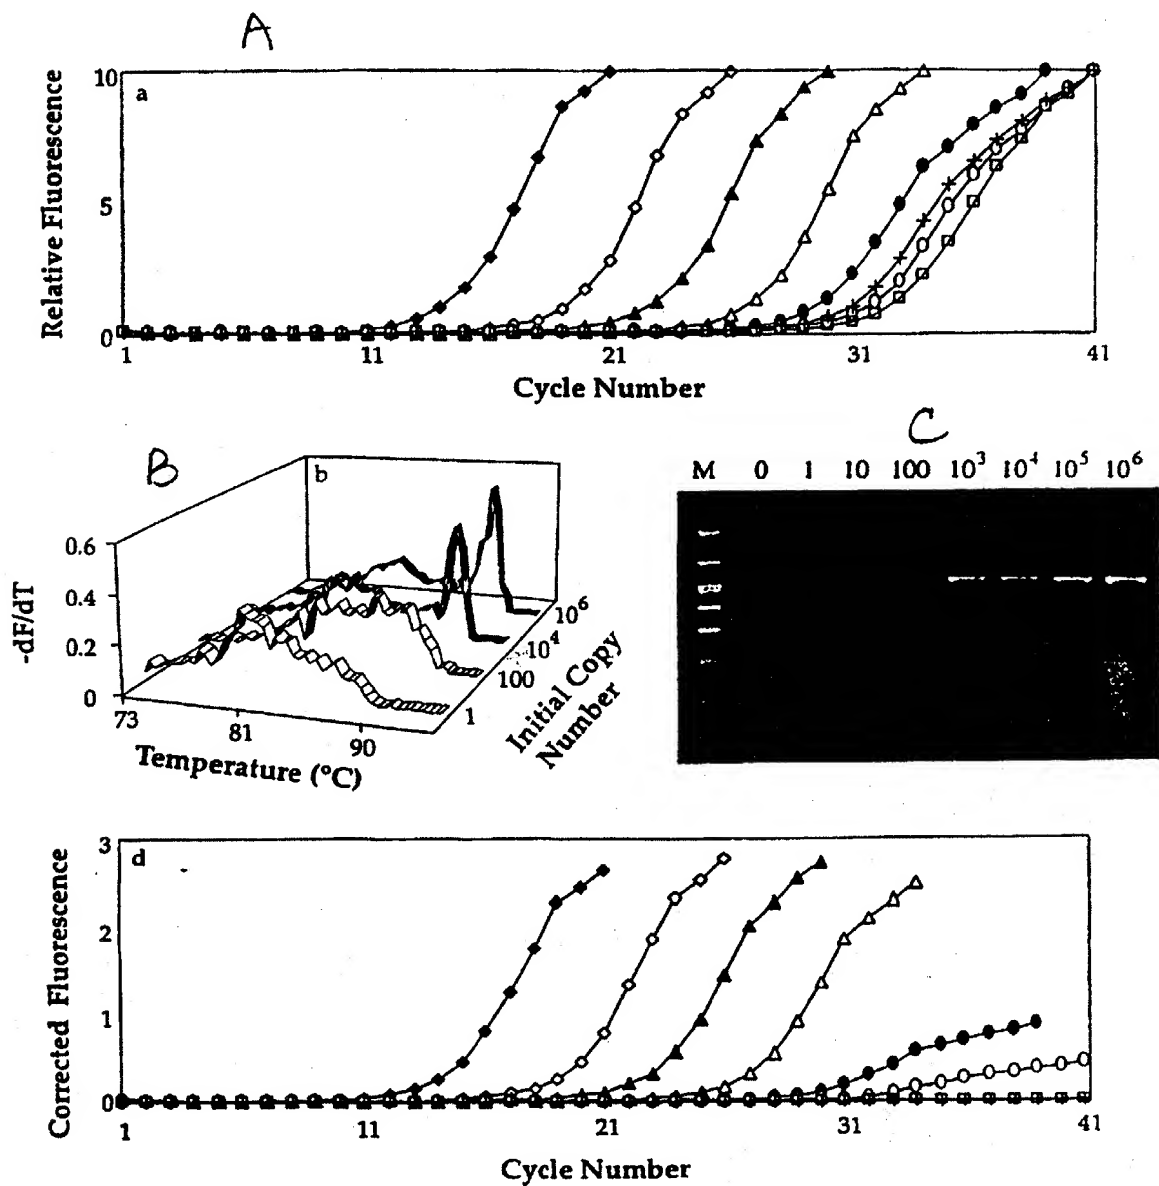 A
10
a
5
0
Relative Fluorescence
1 11 21 31 41
Cycle Number
B
b
0.6
0.4
0.2
0
-dF/dT
73 81 90
Temperature (°C)
1 100 10⁴ 10⁶
Initial Copy
Number
C
M 0 1 10 100 10³ 10⁴ 10⁵ 10⁶
3
d
2
1
0
Corrected Fluorescence
1 11 21 31 41
Cycle Number